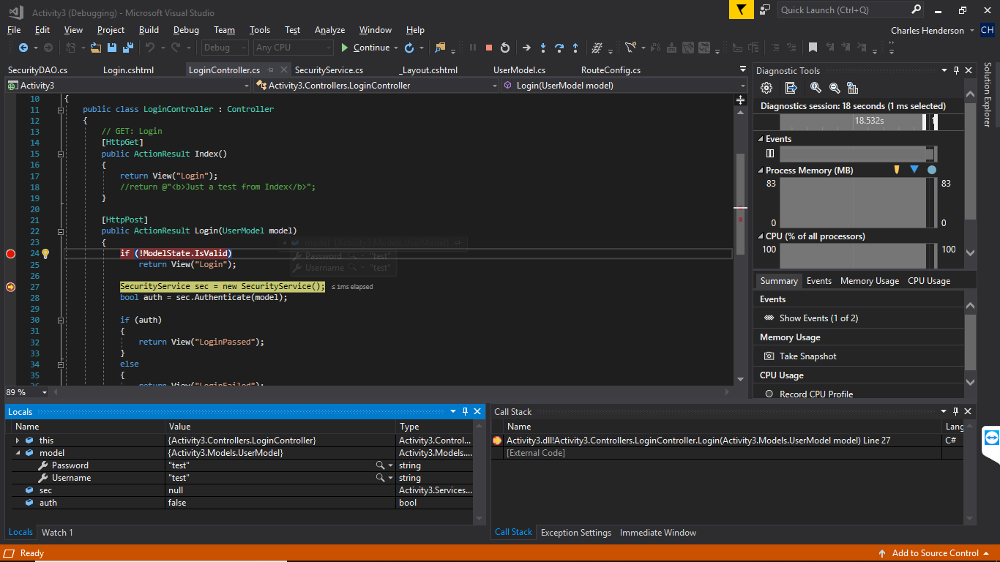 Activity3 (Debugging) - Microsoft Visual Studio
Quick Launch (Ctrl+Q)
File Edit View Project Build Debug Team Tools Test Analyze Window Help
Charles Henderson CH
Debug Any CPU Continue
SecurityDAO.cs Login.cshtml LoginController.cs SecurityService.cs _Layout.cshtml UserModel.cs RouteConfig.cs
Activity3 Activity3.Controllers.LoginController Login(UserModel model)
10 {
11 public class LoginController : Controller
12 {
13 // GET: Login
14 [HttpGet]
15 public ActionResult Index()
16 {
17 return View("Login");
18 //return @"<b>Just a test from Index</b>";
19 }
20
21 [HttpPost]
22 public ActionResult Login(UserModel model)
23 {
model {Activity3.Models.UserModel}
24 if (!ModelState.IsValid)
Password "test"
25 return View("Login");
Username "test"
26
27 SecurityService sec = new SecurityService(); ≤ 1ms elapsed
28 bool auth = sec.Authenticate(model);
29
30 if (auth)
31 {
32 return View("LoginPassed");
33 }
34 else
35 {
36 return View("LoginFailed");
89 %
Diagnostic Tools
Diagnostics session: 18 seconds (1 ms selected)
18.532s
Events
Process Memory (MB)
83 83
0 0
CPU (% of all processors)
100 100
Summary Events Memory Usage CPU Usage
Events
Show Events (1 of 2)
Memory Usage
Take Snapshot
CPU Usage
Record CPU Profile
Solution Explorer
Locals
Name Value Type
this {Activity3.Controllers.LoginController} Activity3.Control...
model {Activity3.Models.UserModel} Activity3.Models....
Password "test" string
Username "test" string
sec null Activity3.Services...
auth false bool
Locals Watch 1
Call Stack
Name Lang
Activity3.dll!Activity3.Controllers.LoginController.Login(Activity3.Models.UserModel model) Line 27 C#
[External Code]
Call Stack Exception Settings Immediate Window
Ready
Add to Source Control